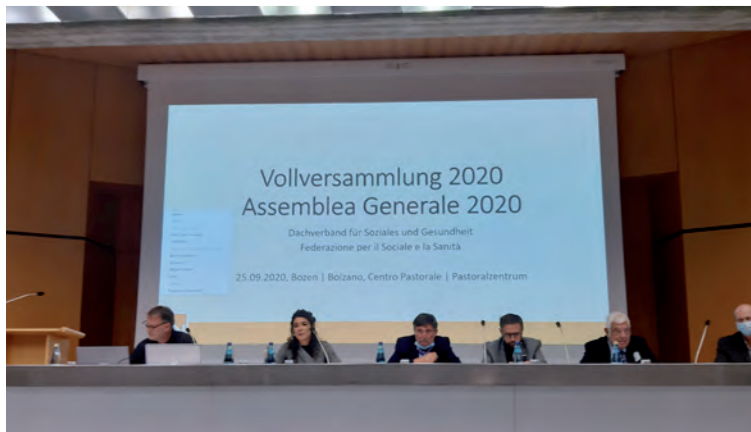 Vollversammlung 2020
Assemblea Generale 2020
Dachverband für Soziales und Gesundheit
Federazione per il Sociale e la Sanità
25.09.2020, Bozen | Bolzano, Centro Pastorale | Pastoralzentrum